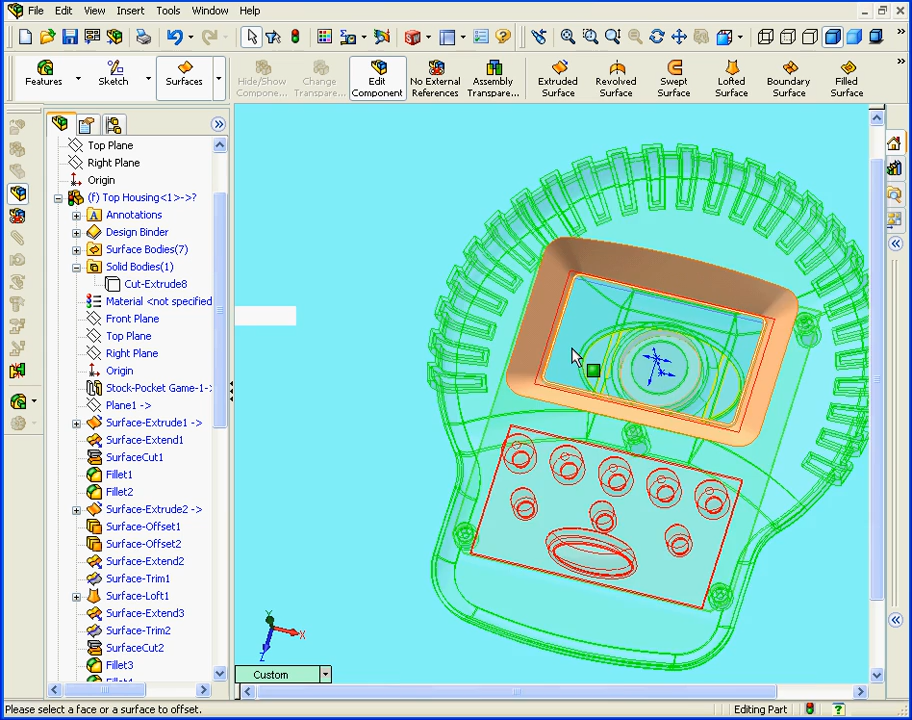 File Edit View Insert Tools Window Help
Features Sketch Surfaces Hide/Show Compone... Change Transpare... Edit Component No External References Assembly Transpare... Extruded Surface Revolved Surface Swept Surface Lofted Surface Boundary Surface Filled Surface
Top Plane
Right Plane
Origin
(f) Top Housing<1>->?
Annotations
Design Binder
Surface Bodies(7)
Solid Bodies(1)
Cut-Extrude8
Material <not specified
Front Plane
Top Plane
Right Plane
Origin
Stock-Pocket Game-1-
Plane1 ->
Surface-Extrude1 ->
Surface-Extend1
SurfaceCut1
Fillet1
Fillet2
Surface-Extrude2 ->
Surface-Offset1
Surface-Offset2
Surface-Extend2
Surface-Trim1
Surface-Loft1
Surface-Extend3
Surface-Trim2
SurfaceCut2
Fillet3
Y
X
Z
Custom
Please select a face or a surface to offset. Editing Part